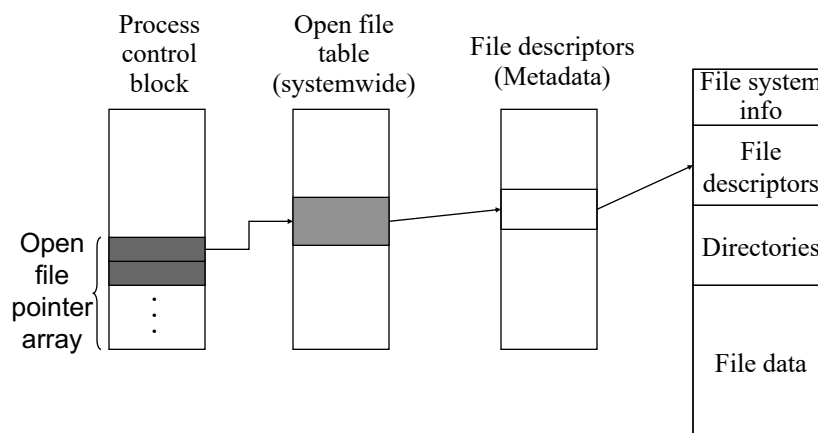 Process
control
block
Open file
table
(systemwide)
File descriptors
(Metadata)
File system
info
File
descriptors
Directories
File data
Open
file
pointer
array